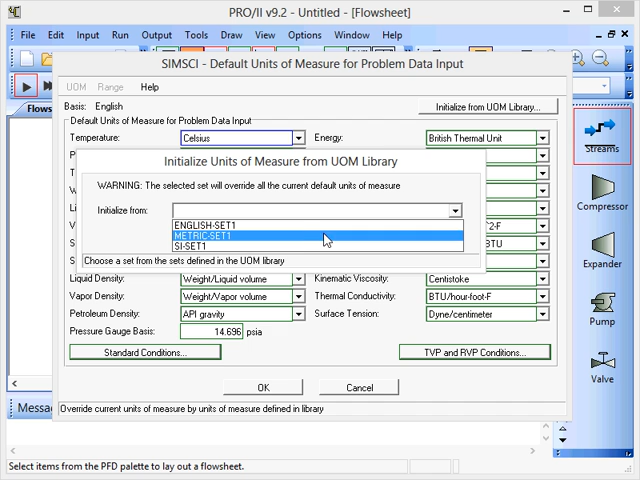 PRO/II v9.2 - Untitled - [Flowsheet]
File Edit Input Run Output Tools Draw View Options Window Help
SIMSCI - Default Units of Measure for Problem Data Input
UOM Range Help
Basis: English
Initialize from UOM Library...
Default Units of Measure for Problem Data Input
Temperature: Celsius Energy: British Thermal Unit
Initialize Units of Measure from UOM Library
WARNING: The selected set will override all the current default units of measure
Initialize from:
ENGLISH-SET1
METRIC-SET1
SI-SET1
Choose a set from the sets defined in the UOM library
Liquid Density: Weight/Liquid volume Kinematic Viscosity: Centistoke
Vapor Density: Weight/Vapor volume Thermal Conductivity: BTU/hour-foot-F
Petroleum Density: API gravity Surface Tension: Dyne/centimeter
Pressure Gauge Basis: 14.696 psia
Standard Conditions... TVP and RVP Conditions...
OK Cancel
Override current units of measure by units of measure defined in library
Flows
Streams
Compressor
Expander
Pump
Valve
Messa
Select items from the PFD palette to lay out a flowsheet.